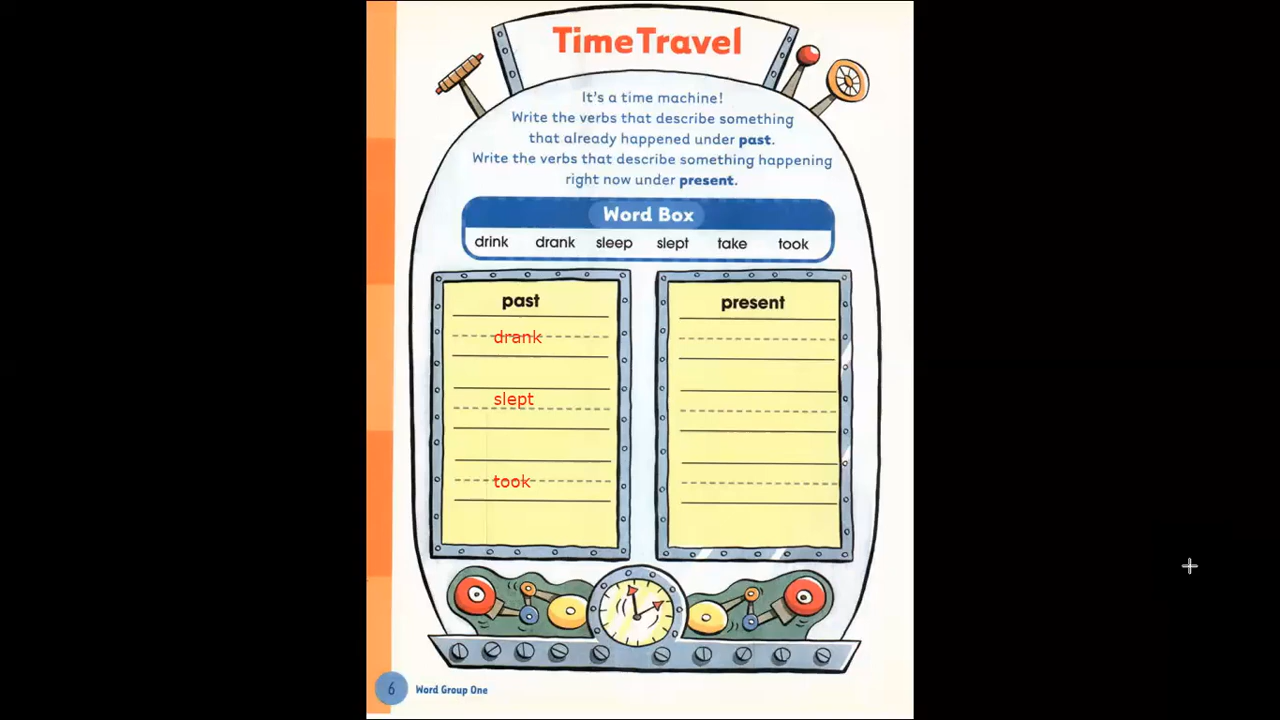 Time Travel
It's a time machine!
Write the verbs that describe something
that already happened under past.
Write the verbs that describe something happening
right now under present.
Word Box
drink drank sleep slept take took
past
drank
slept
took
present
6 Word Group One